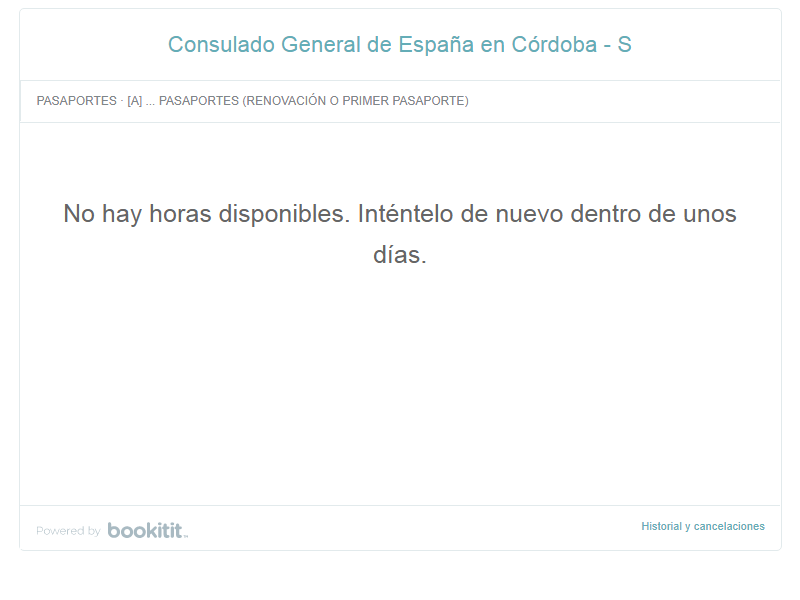 Consulado General de España en Córdoba - S
PASAPORTES · [A] ... PASAPORTES (RENOVACIÓN O PRIMER PASAPORTE)
No hay horas disponibles. Inténtelo de nuevo dentro de unos
días.
Powered by bookitit™
Historial y cancelaciones